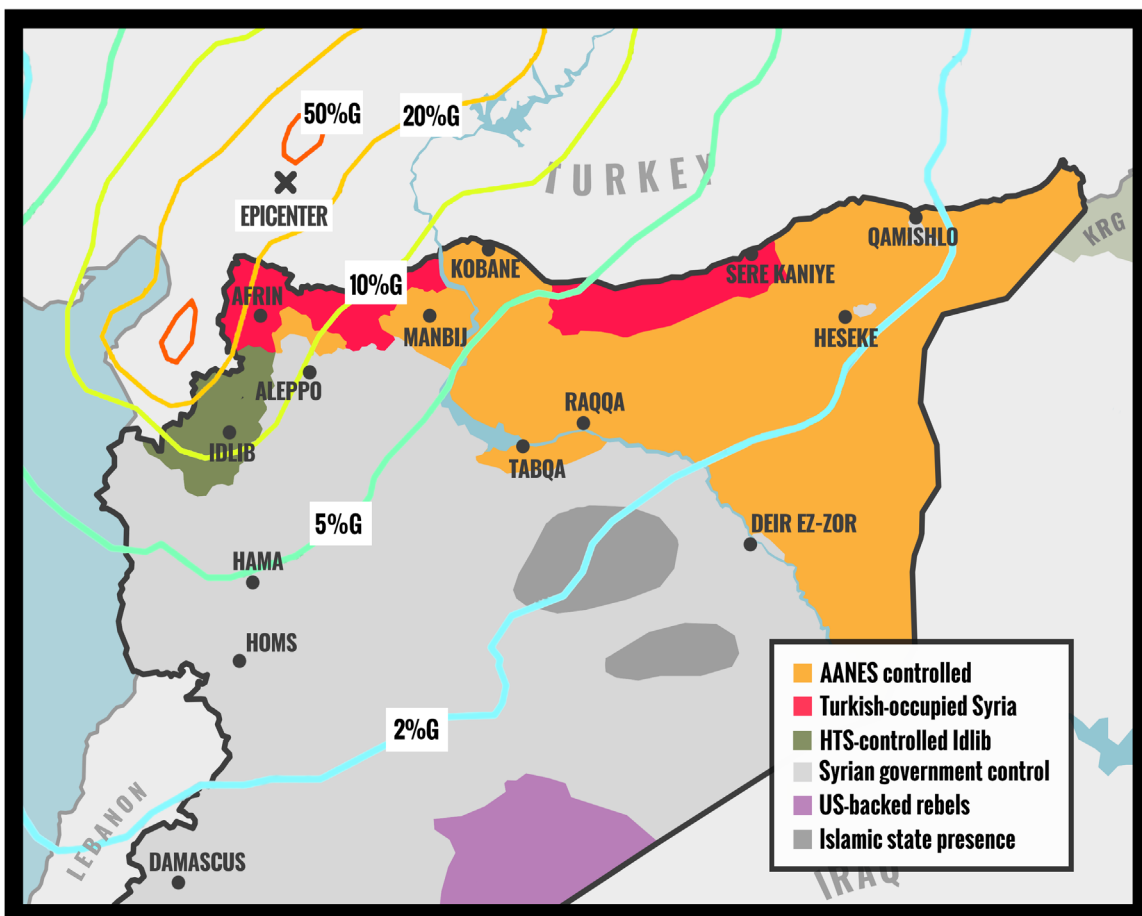 50%G
20%G
TURKEY
EPICENTER
QAMISHLO
KRG
KOBANE
SERE KANIYE
AFRIN
10%G
MANBIJ
HESEKE
ALEPPO
RAQQA
IDLIB
TABQA
5%G
DEIR EZ-ZOR
HAMA
HOMS
2%G
LEBANON
DAMASCUS
AANES controlled
Turkish-occupied Syria
HTS-controlled Idlib
Syrian government control
US-backed rebels
Islamic state presence
IRAQ